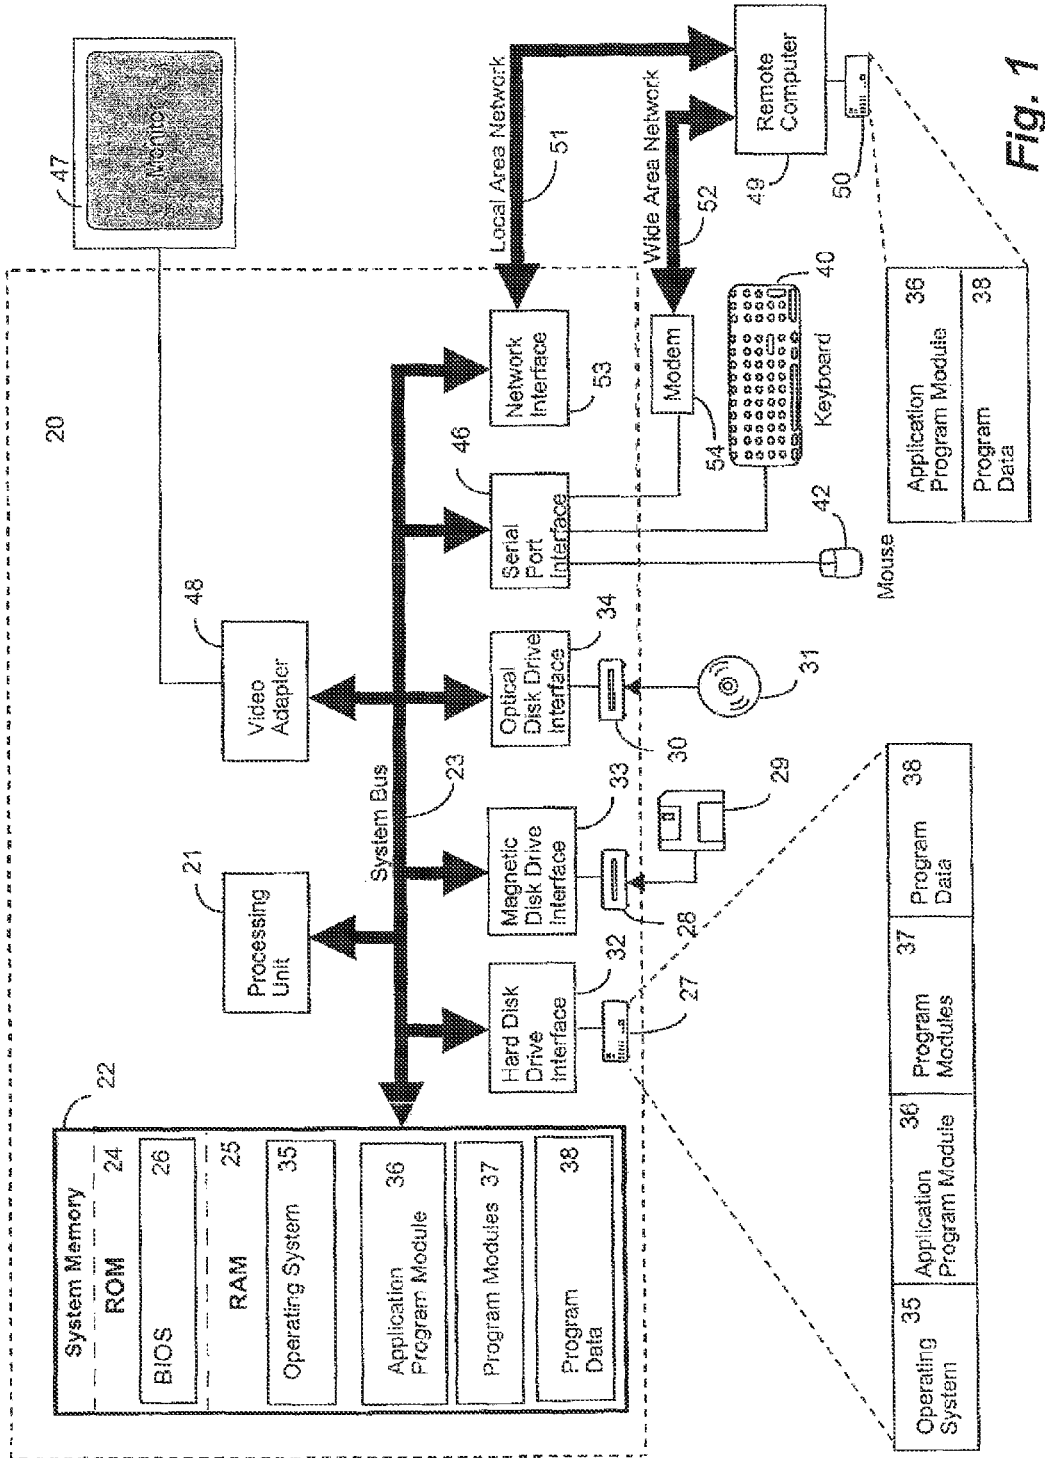 20
47
Monitor
System Memory
22
ROM
24
BIOS
26
RAM
25
Operating System
35
Application
Program Module
36
Program Modules
37
Program
Data
38
Processing
Unit
21
Video
Adapter
48
System Bus
23
Hard Disk
Drive
Interface
32
Magnetic
Disk Drive
Interface
33
Optical
Disk Drive
Interface
34
Serial
Port
Interface
46
Network
Interface
53
Local Area Network
51
27
28
29
30
31
Modem
54
Wide Area Network
52
Remote
Computer
49
50
Mouse
42
Keyboard
40
Operating
System
35
Application
Program Module
36
Program
Modules
37
Program
Data
38
Application
Program Module
36
Program
Data
38
Fig. 1